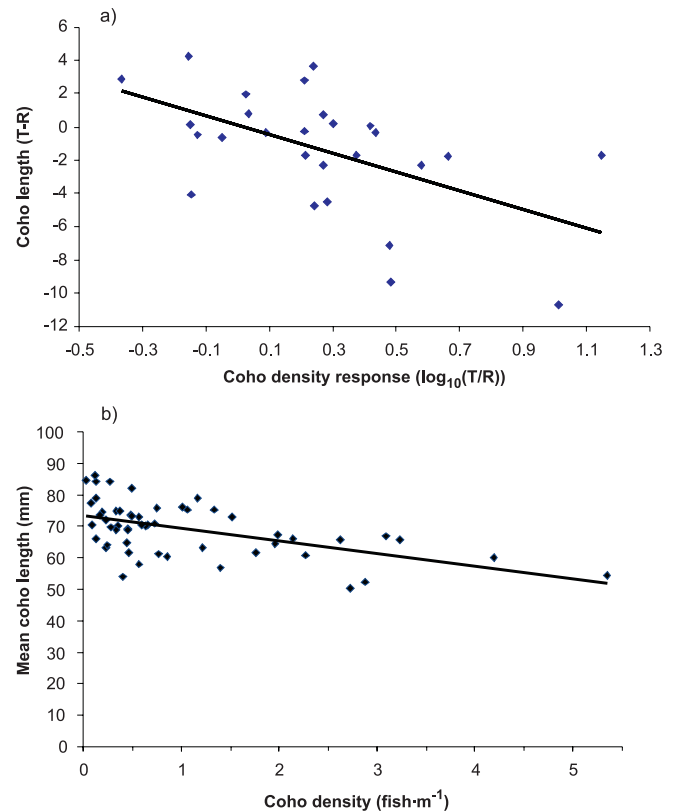 a)
6
4
2
0
-2
-4
-6
-8
-10
-12
Coho length (T-R)
-0.5 -0.3 -0.1 0.1 0.3 0.5 0.7 0.9 1.1 1.3
Coho density response (log₁₀(T/R))
b)
100
90
80
70
60
50
40
30
20
10
0
Mean coho length (mm)
0 1 2 3 4 5
Coho density (fish·m⁻¹)